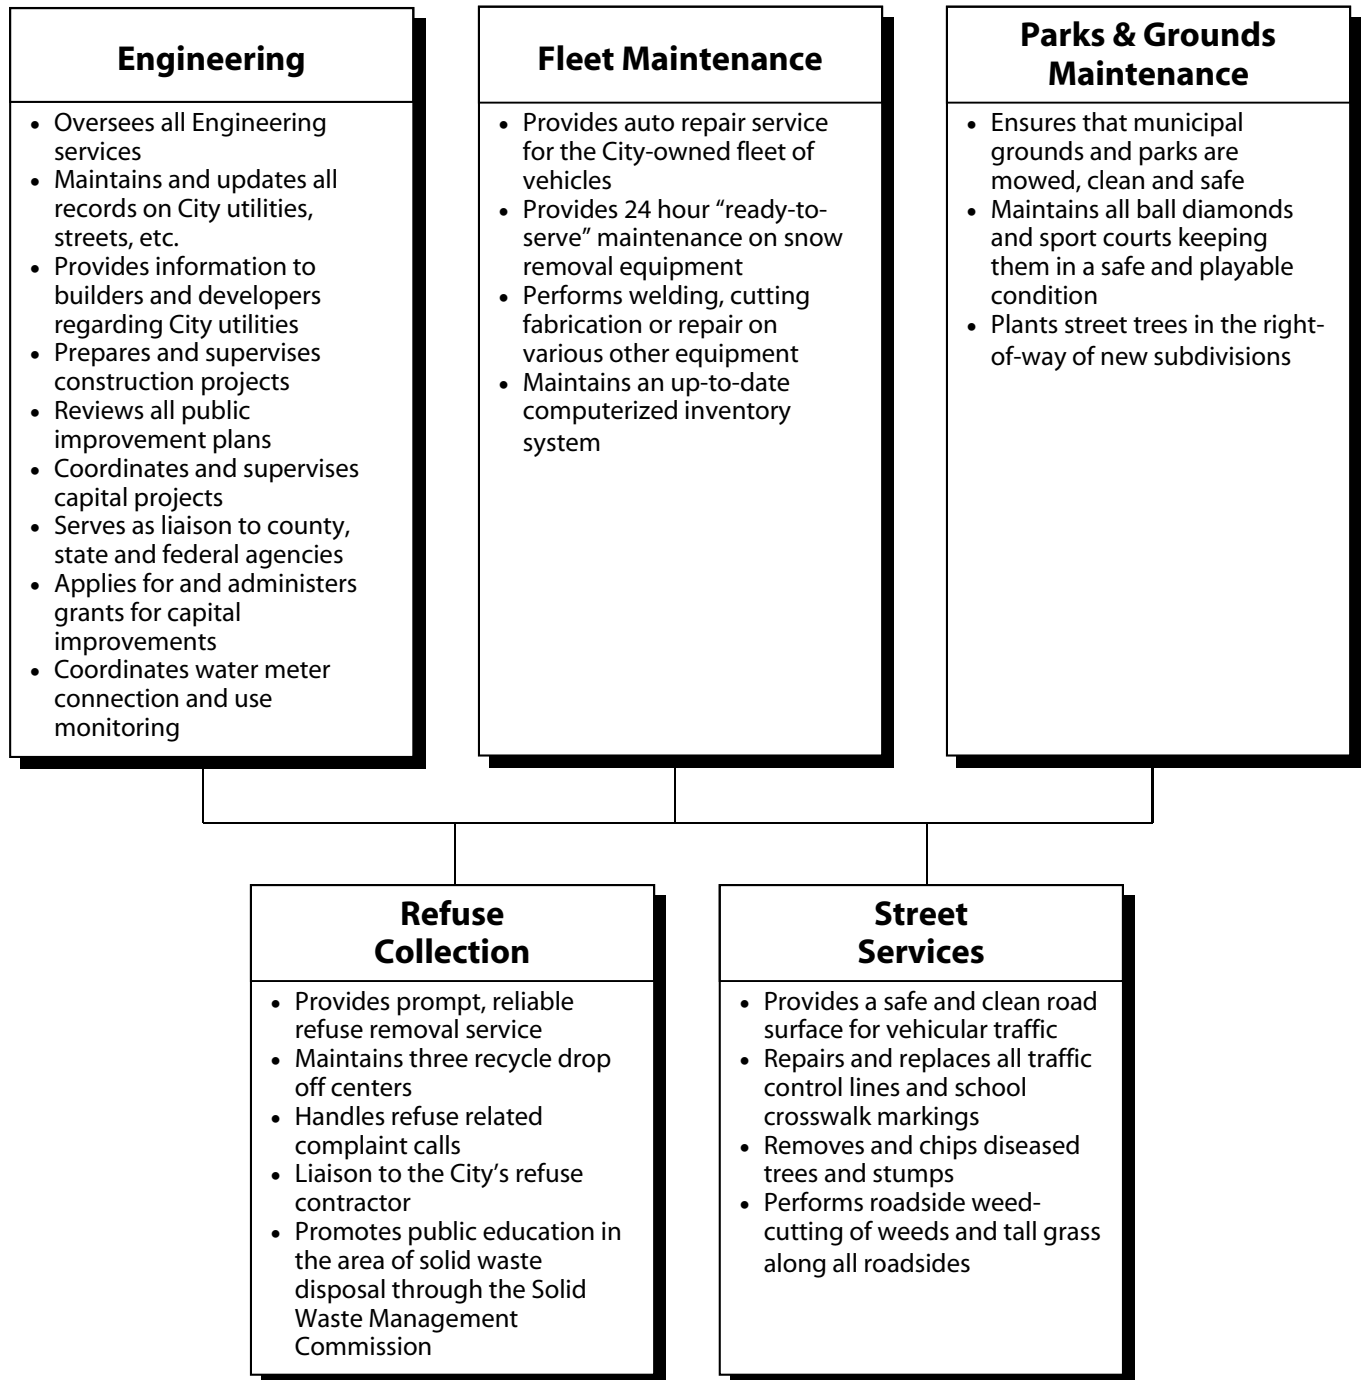 Engineering
• Oversees all Engineering
services
• Maintains and updates all
records on City utilities,
streets, etc.
• Provides information to
builders and developers
regarding City utilities
• Prepares and supervises
construction projects
• Reviews all public
improvement plans
• Coordinates and supervises
capital projects
• Serves as liaison to county,
state and federal agencies
• Applies for and administers
grants for capital
improvements
• Coordinates water meter
connection and use
monitoring
Fleet Maintenance
• Provides auto repair service
for the City-owned fleet of
vehicles
• Provides 24 hour “ready-to-
serve” maintenance on snow
removal equipment
• Performs welding, cutting
fabrication or repair on
various other equipment
• Maintains an up-to-date
computerized inventory
system
Parks & Grounds
Maintenance
• Ensures that municipal
grounds and parks are
mowed, clean and safe
• Maintains all ball diamonds
and sport courts keeping
them in a safe and playable
condition
• Plants street trees in the right-
of-way of new subdivisions
Refuse
Collection
• Provides prompt, reliable
refuse removal service
• Maintains three recycle drop
off centers
• Handles refuse related
complaint calls
• Liaison to the City’s refuse
contractor
• Promotes public education in
the area of solid waste
disposal through the Solid
Waste Management
Commission
Street
Services
• Provides a safe and clean road
surface for vehicular traffic
• Repairs and replaces all traffic
control lines and school
crosswalk markings
• Removes and chips diseased
trees and stumps
• Performs roadside weed-
cutting of weeds and tall grass
along all roadsides